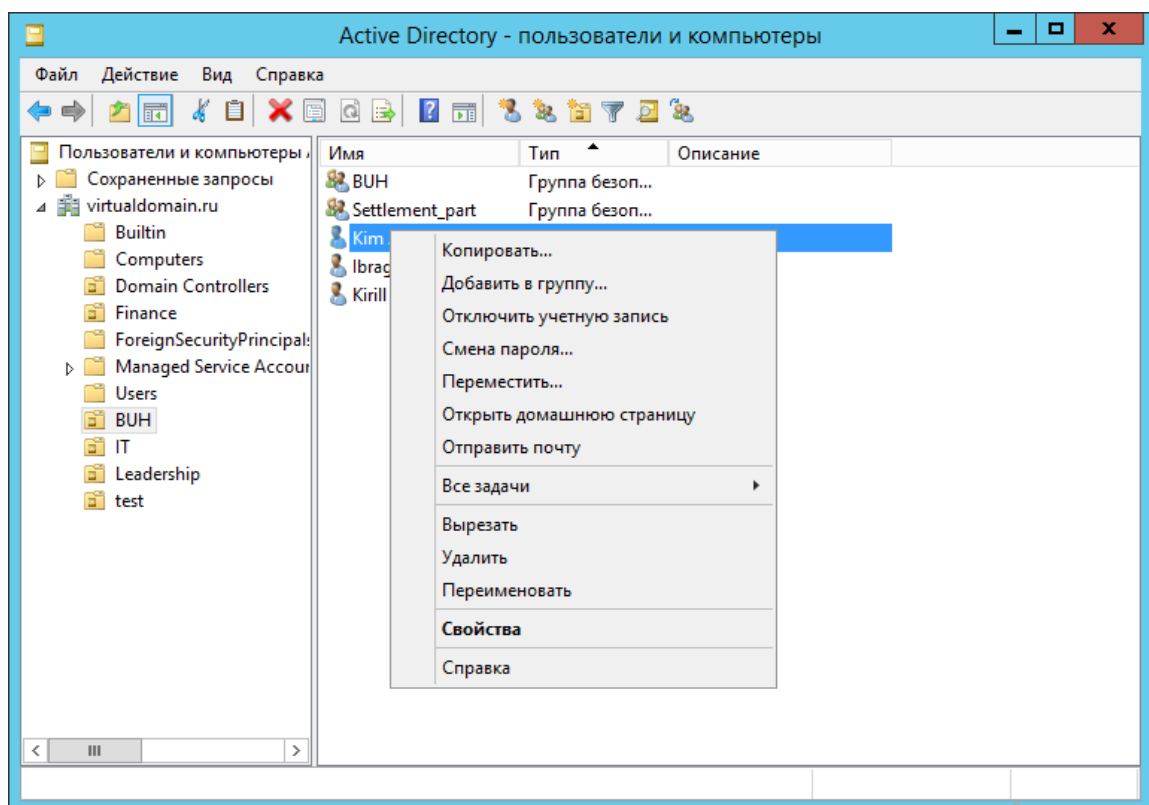 Active Directory - пользователи и компьютеры
Файл Действие Вид Справка
Пользователи и компьютеры
Сохраненные запросы
virtualdomain.ru
Builtin
Computers
Domain Controllers
Finance
ForeignSecurityPrincipals
Managed Service Accour
Users
BUH
IT
Leadership
test
Имя Тип Описание
BUH Группа безоп...
Settlement_part Группа безоп...
Kim
Ibrag
Kirill
Копировать...
Добавить в группу...
Отключить учетную запись
Смена пароля...
Переместить...
Открыть домашнюю страницу
Отправить почту
Все задачи
Вырезать
Удалить
Переименовать
Свойства
Справка